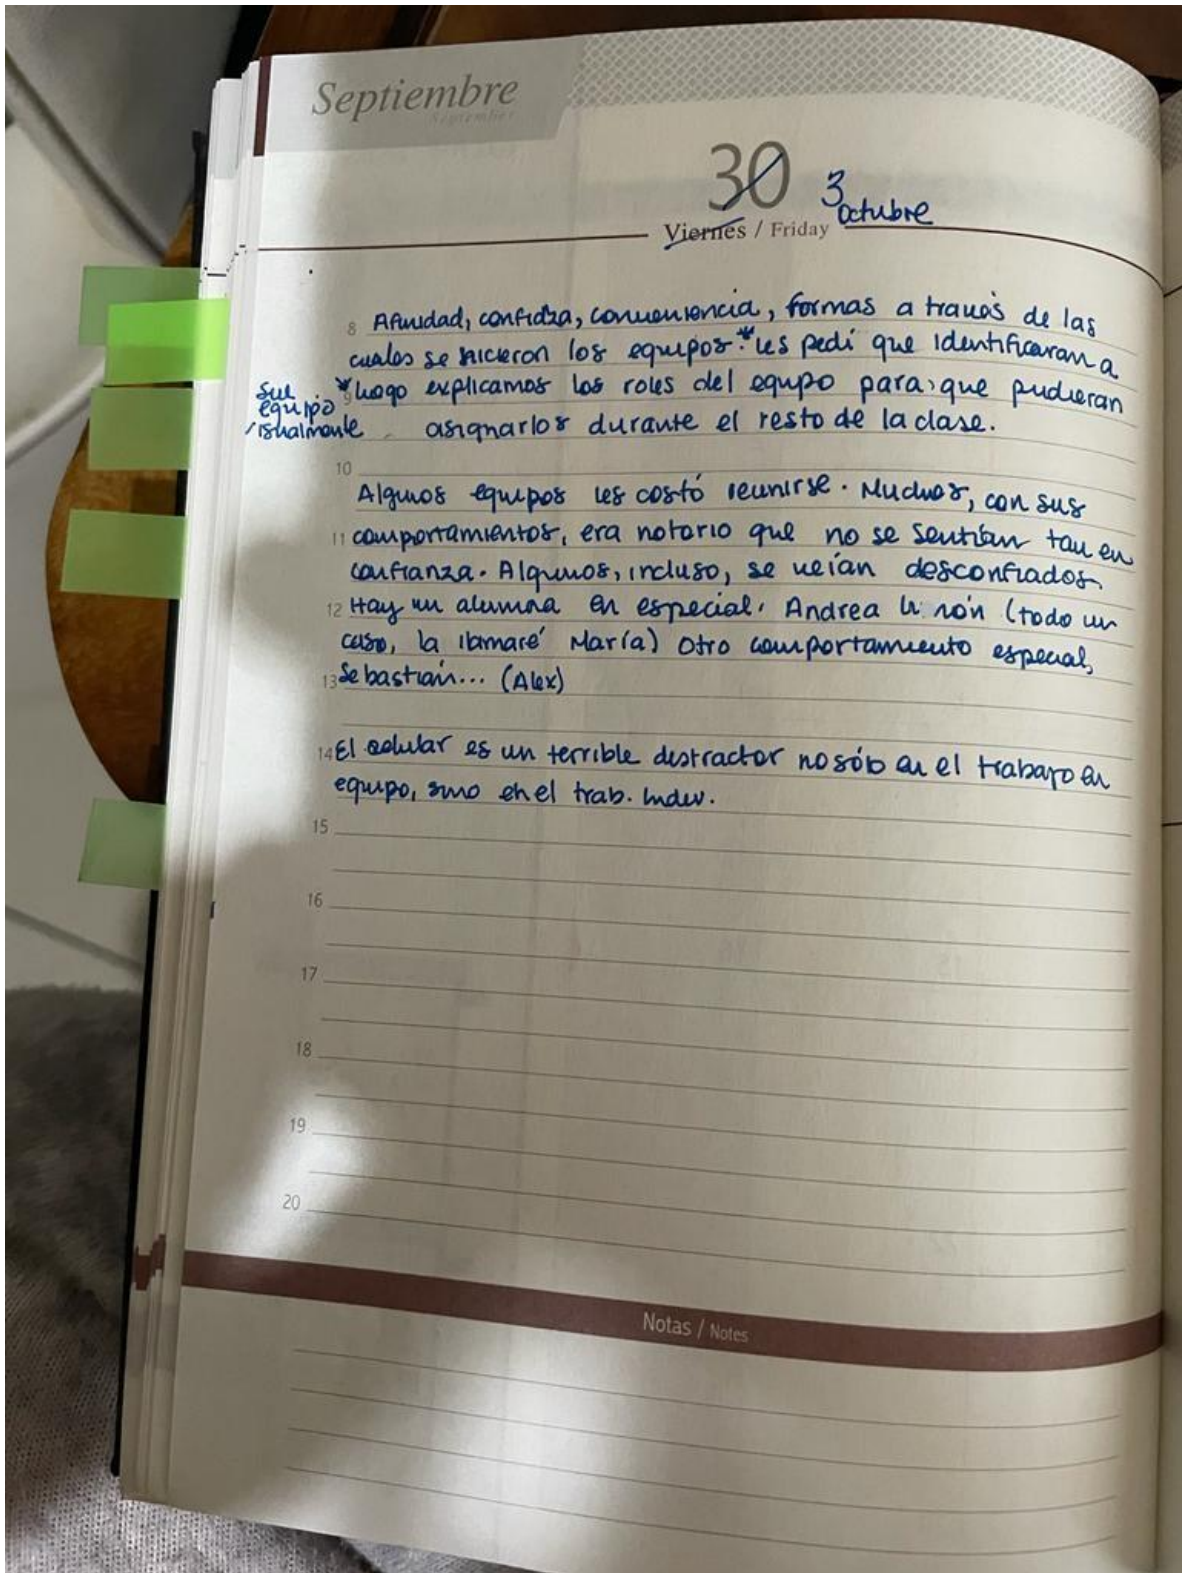 Septiembre
September
30 3
octubre
Viernes / Friday
8 Afinidad, confidza, conveniencia, formas a través de las
cuales se hicieron los equipos.* les pedí que identificaran a
su
equipo
igualmente
9 *luego explicamos los roles del equipo para que pudieran
asignarlos durante el resto de la clase.
10
Algunos equipos les costó reunirse. Muchos, con sus
11 comportamientos, era notorio que no se sentían tan en
confianza. Algunos, incluso, se veían desconfiados.
12 Hay un alumna en especial, Andrea (todo un
caso, la llamaré María) Otro comportamiento especial,
13 Sebastián... (Alex)
14 El celular es un terrible distractor no sólo en el trabajo en
equipo, sino en el trab. Indiv.
15
16
17
18
19
20
Notas / Notes